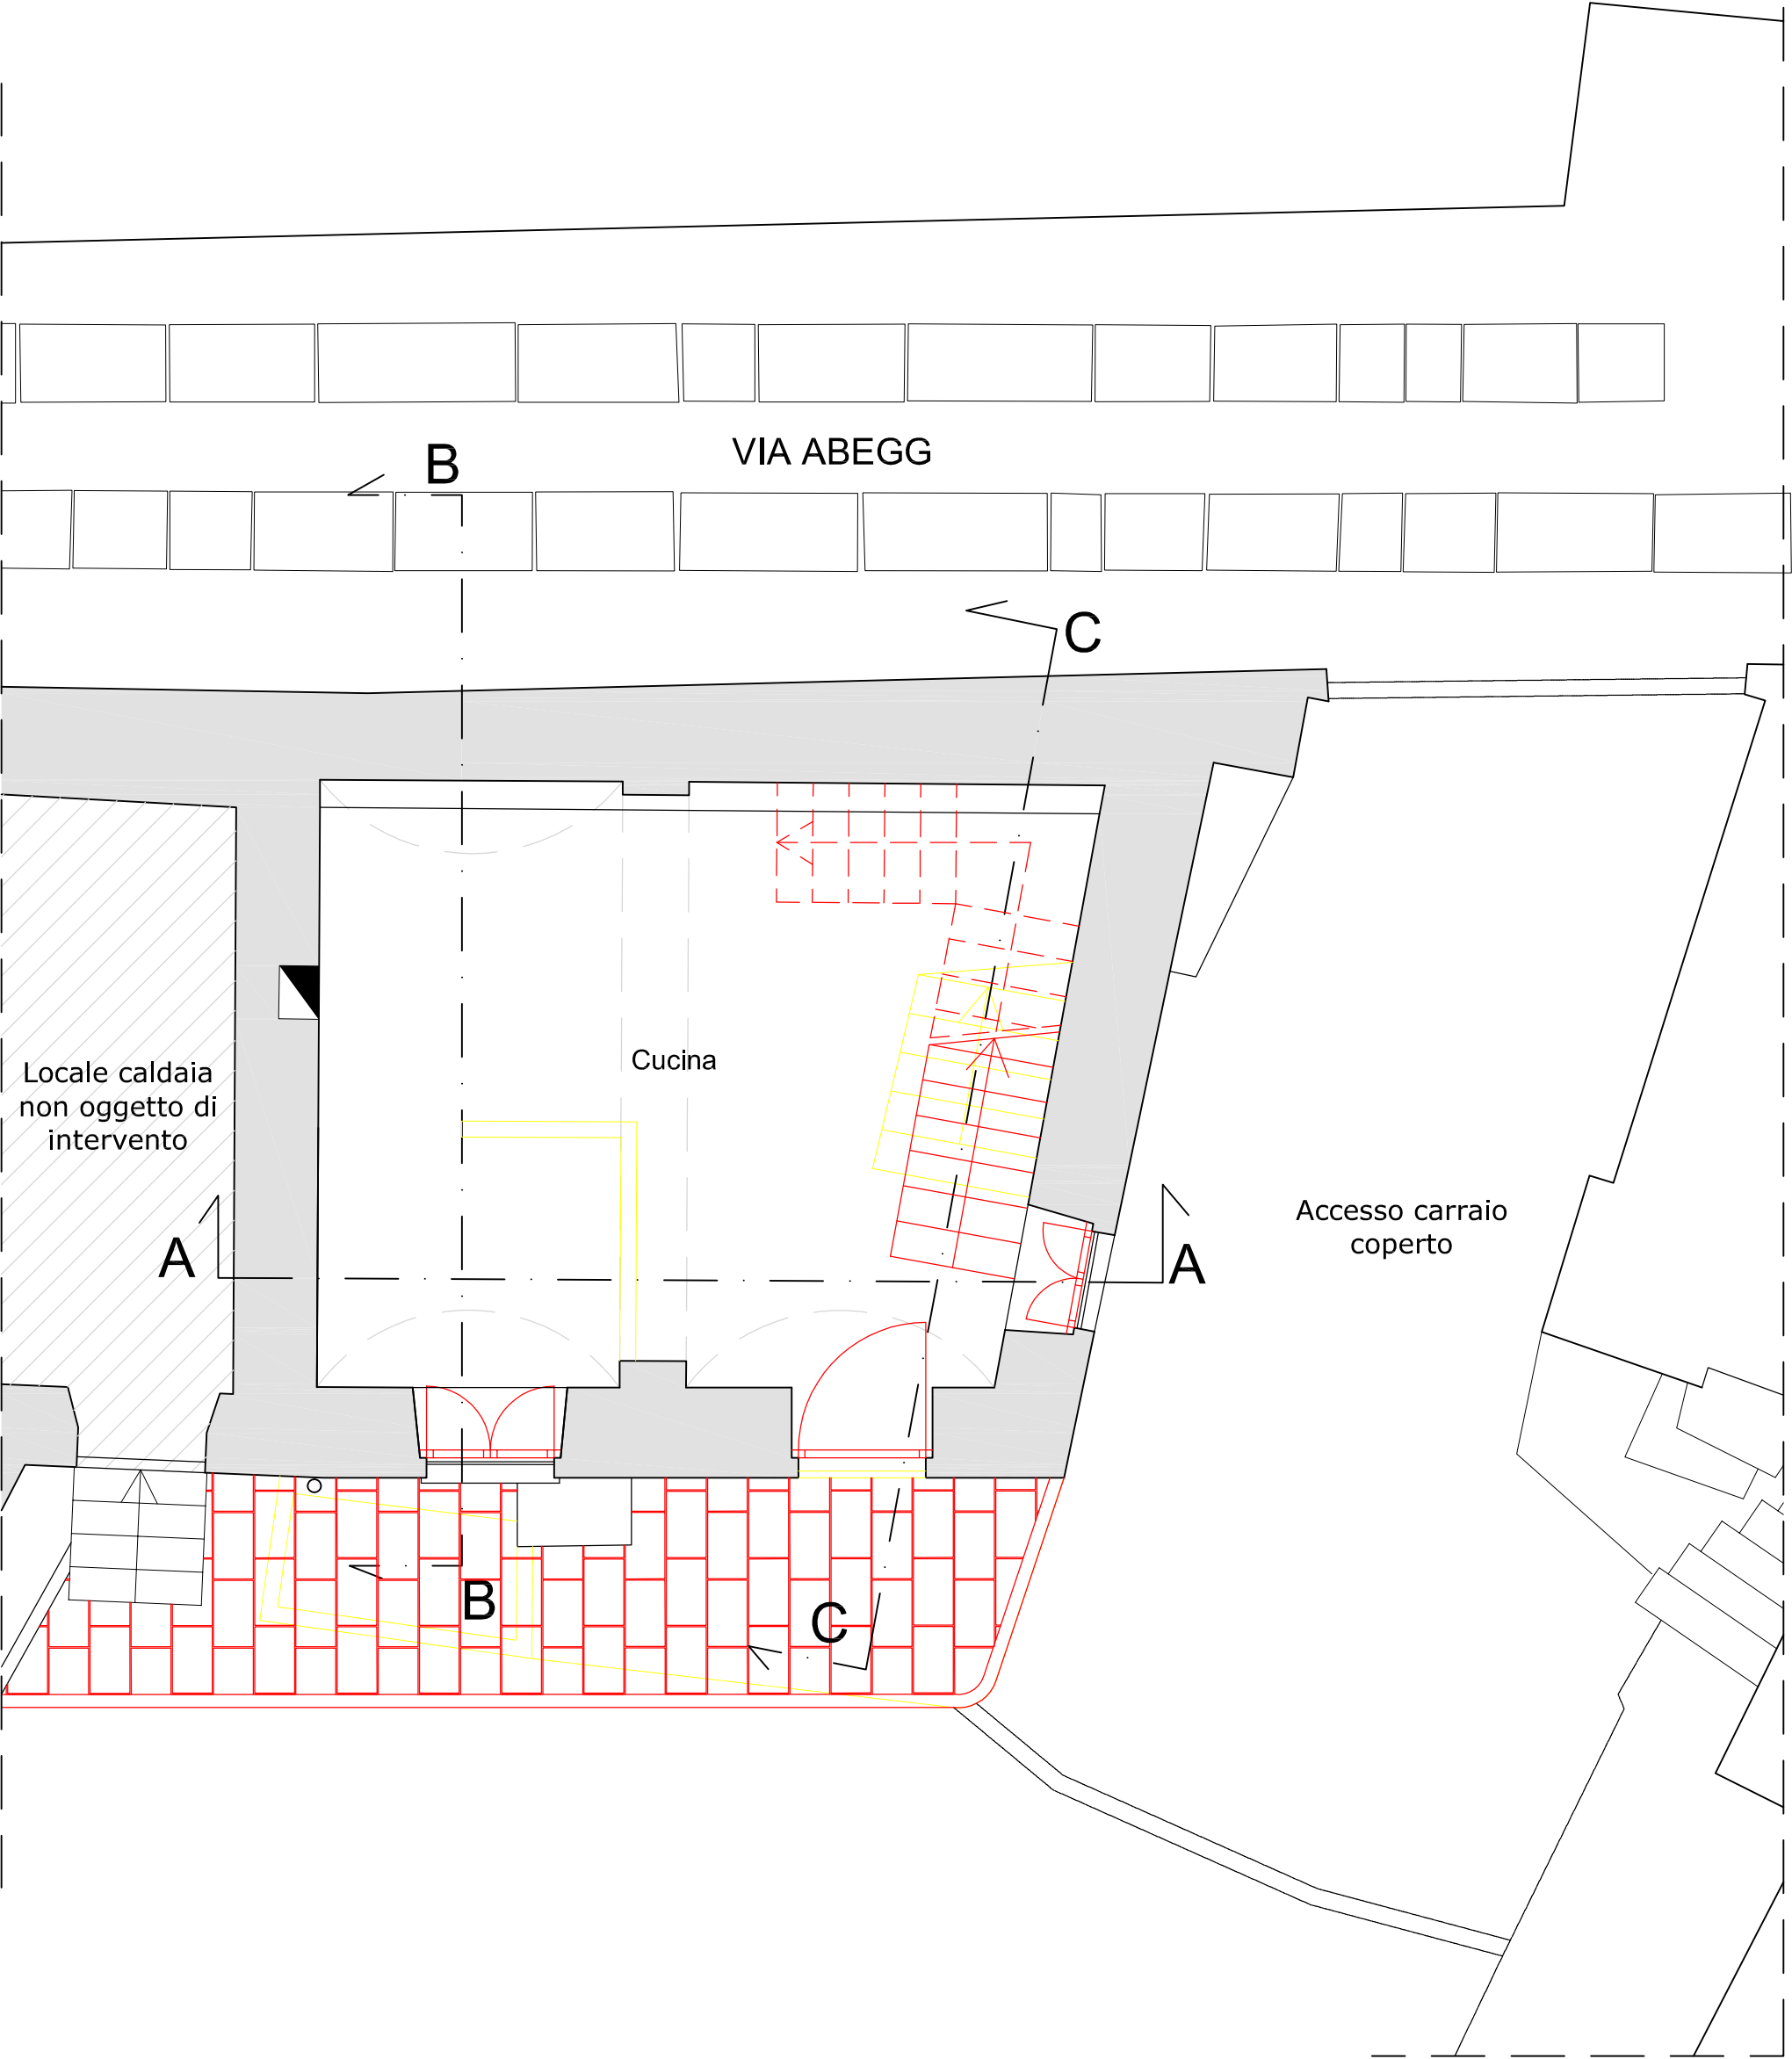 VIA ABEGG
B
C
Cucina
Locale caldaia
non oggetto di
intervento
Accesso carraio
coperto
A
A
B
C